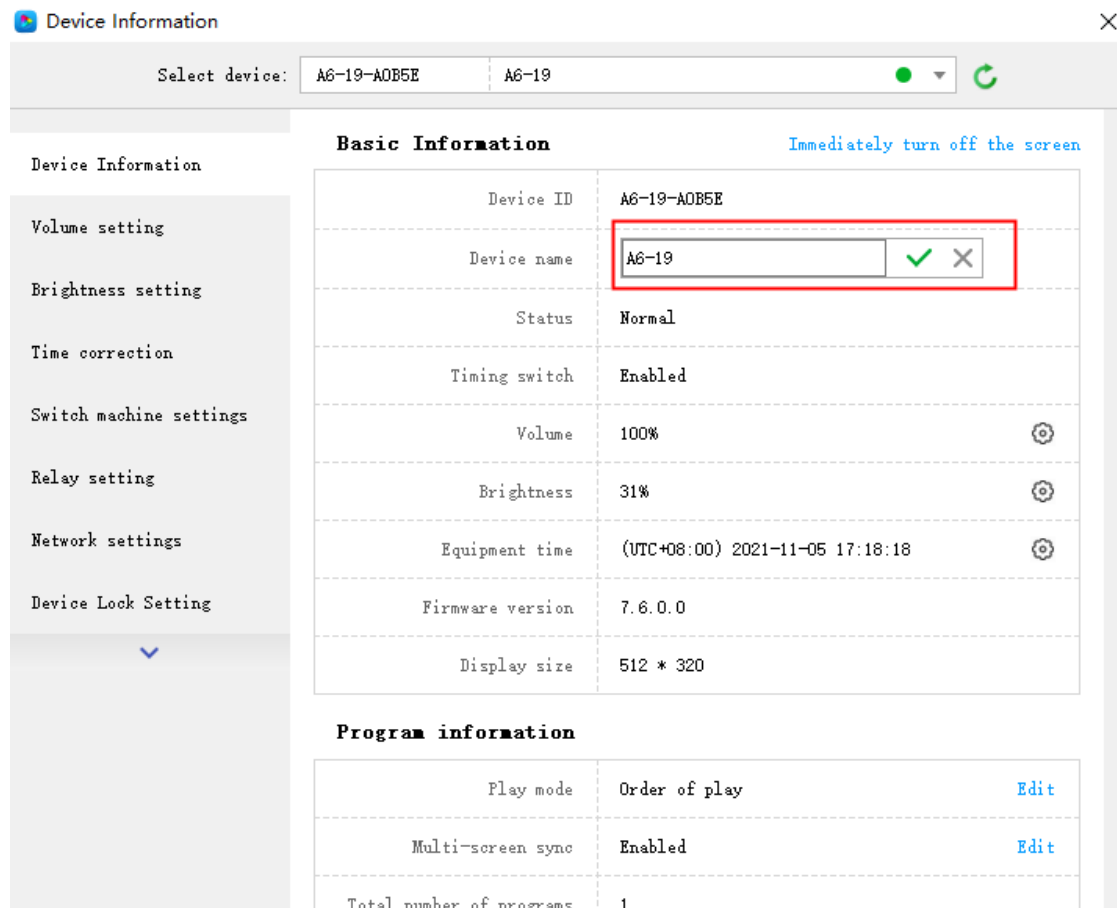 Device Information
Select device: A6-19-A0B5E A6-19
Device Information
Volume setting
Brightness setting
Time correction
Switch machine settings
Relay setting
Network settings
Device Lock Setting
Basic Information Immediately turn off the screen
Device ID A6-19-A0B5E
Device name A6-19
Status Normal
Timing switch Enabled
Volume 100%
Brightness 31%
Equipment time (UTC+08:00) 2021-11-05 17:18:18
Firmware version 7.6.0.0
Display size 512 * 320
Program information
Play mode Order of play Edit
Multi-screen sync Enabled Edit
Total number of programs 1